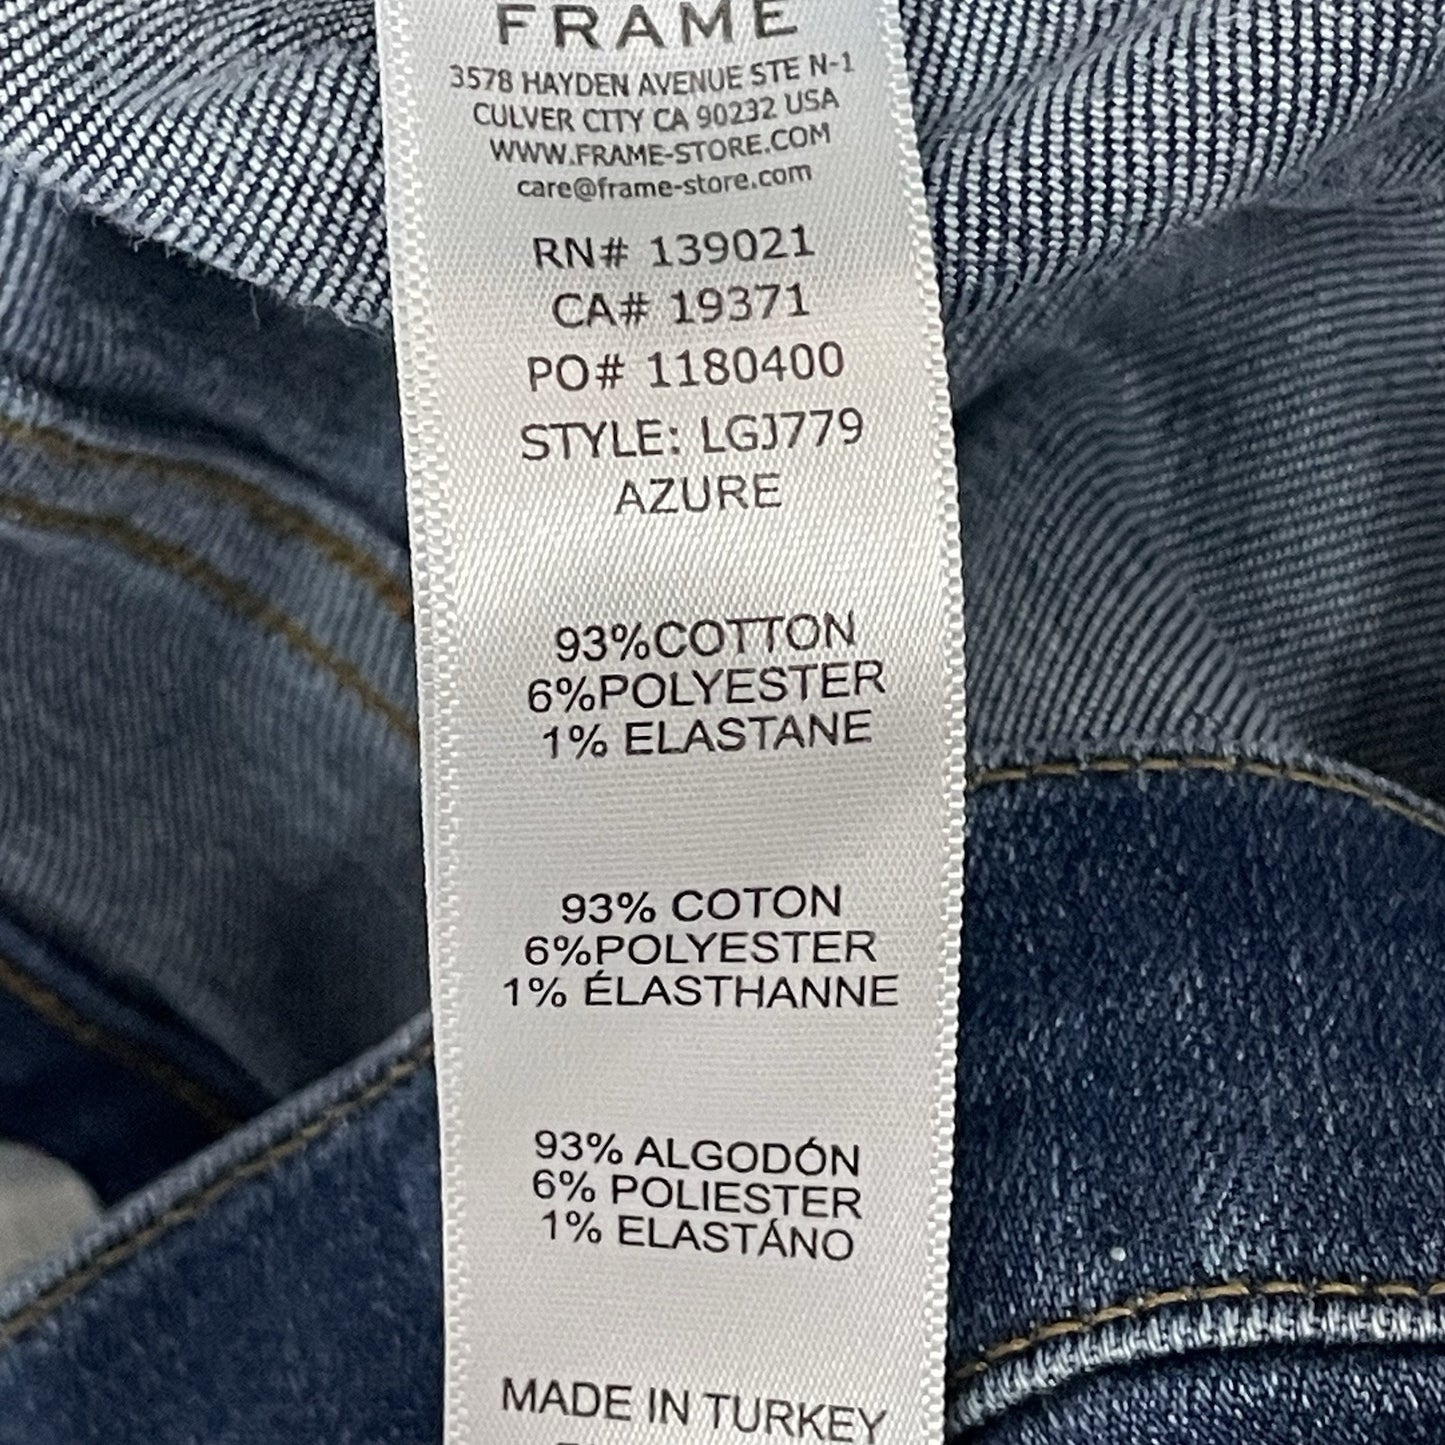 FRAME
3578 HAYDEN AVENUE STE N-1
CULVER CITY CA 90232 USA
WWW.FRAME-STORE.COM
care@frame-store.com
RN# 139021
CA# 19371
PO# 1180400
STYLE: LGJ779
AZURE
93%COTTON
6%POLYESTER
1% ELASTANE
93% COTON
6%POLYESTER
1% ÉLASTHANNE
93% ALGODÓN
6% POLIESTER
1% ELASTÁNO
MADE IN TURKEY